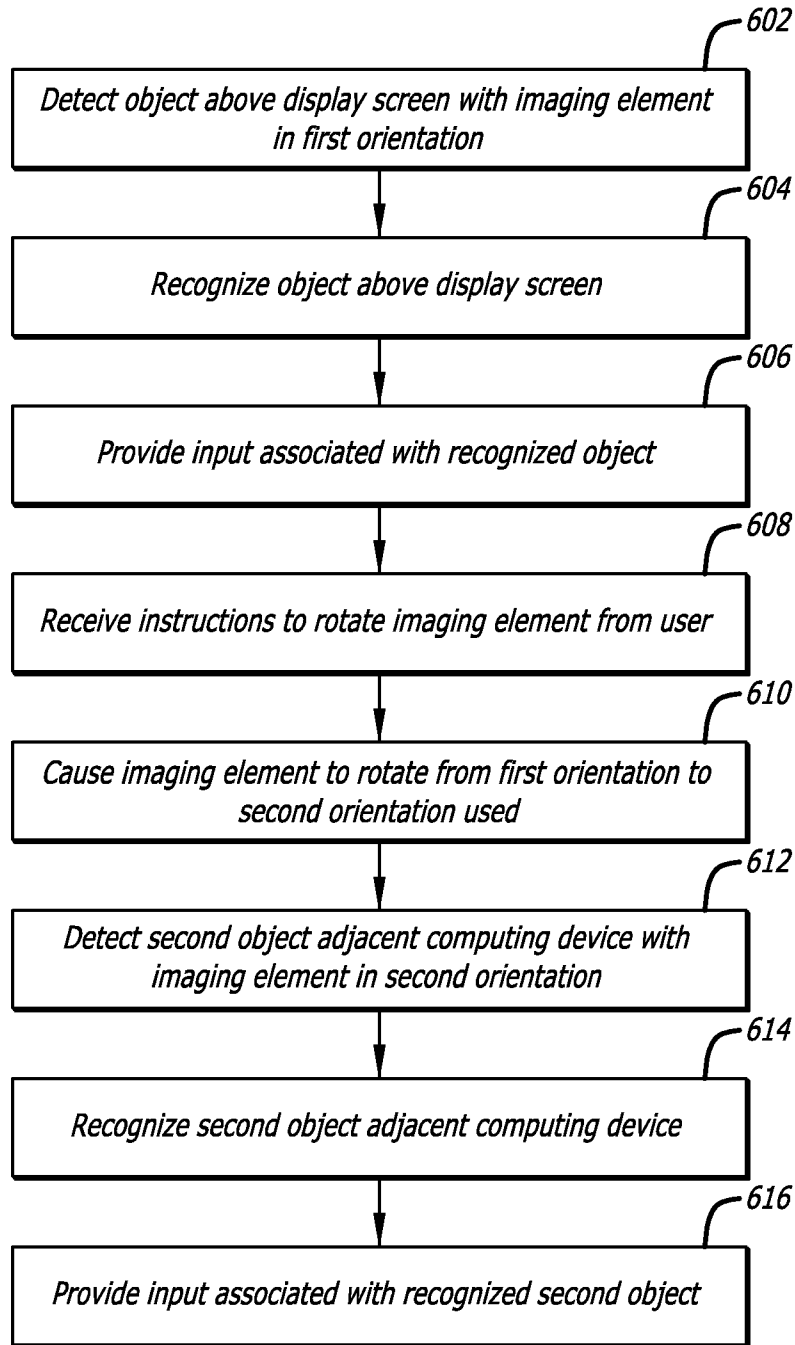 602
Detect object above display screen with imaging element
in first orientation
604
Recognize object above display screen
606
Provide input associated with recognized object
608
Receive instructions to rotate imaging element from user
610
Cause imaging element to rotate from first orientation to
second orientation used
612
Detect second object adjacent computing device with
imaging element in second orientation
614
Recognize second object adjacent computing device
616
Provide input associated with recognized second object